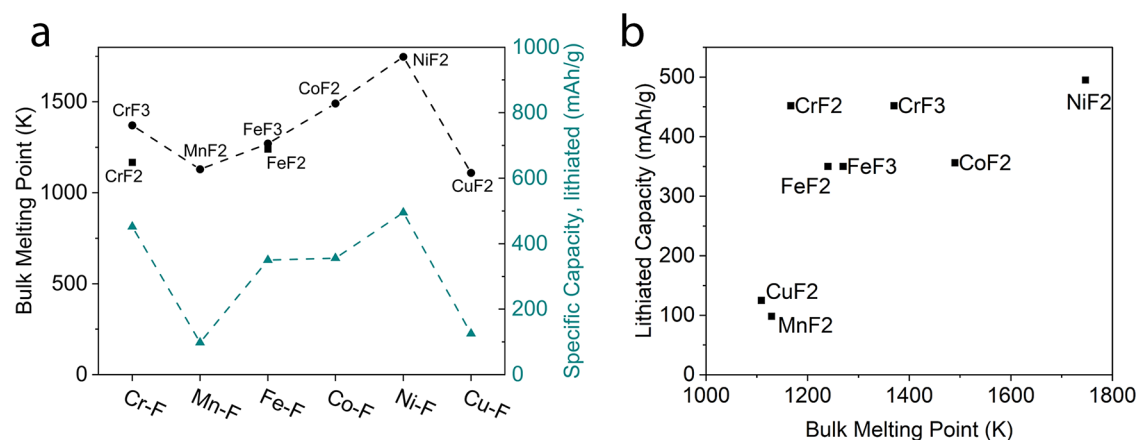 a
Bulk Melting Point (K)
1500
1000
500
0
CrF3
CrF2
MnF2
FeF3
FeF2
CoF2
NiF2
CuF2
1000
800
600
400
200
0
Specific Capacity, lithiated (mAh/g)
Cr-F
Mn-F
Fe-F
Co-F
Ni-F
Cu-F
b
Lithiated Capacity (mAh/g)
500
400
300
200
100
0
CrF2
CrF3
NiF2
FeF2
FeF3
CoF2
CuF2
MnF2
1000
1200
1400
1600
1800
Bulk Melting Point (K)